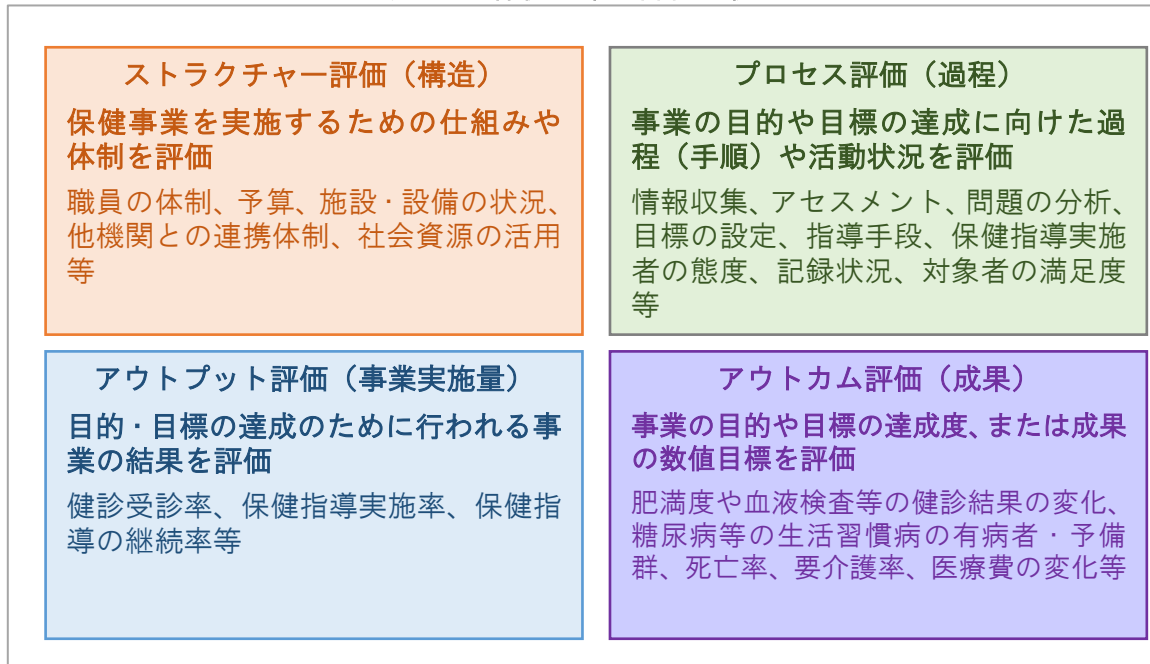 ストラクチャー評価（構造）
保健事業を実施するための仕組みや
体制を評価
職員の体制、予算、施設・設備の状況、
他機関との連携体制、社会資源の活用
等
プロセス評価（過程）
事業の目的や目標の達成に向けた過
程（手順）や活動状況を評価
情報収集、アセスメント、問題の分析、
目標の設定、指導手段、保健指導実施
者の態度、記録状況、対象者の満足度
等
アウトプット評価（事業実施量）
目的・目標の達成のために行われる事
業の結果を評価
健診受診率、保健指導実施率、保健指
導の継続率等
アウトカム評価（成果）
事業の目的や目標の達成度、または成果
の数値目標を評価
肥満度や血液検査等の健診結果の変化、
糖尿病等の生活習慣病の有病者・予備
群、死亡率、要介護率、医療費の変化等